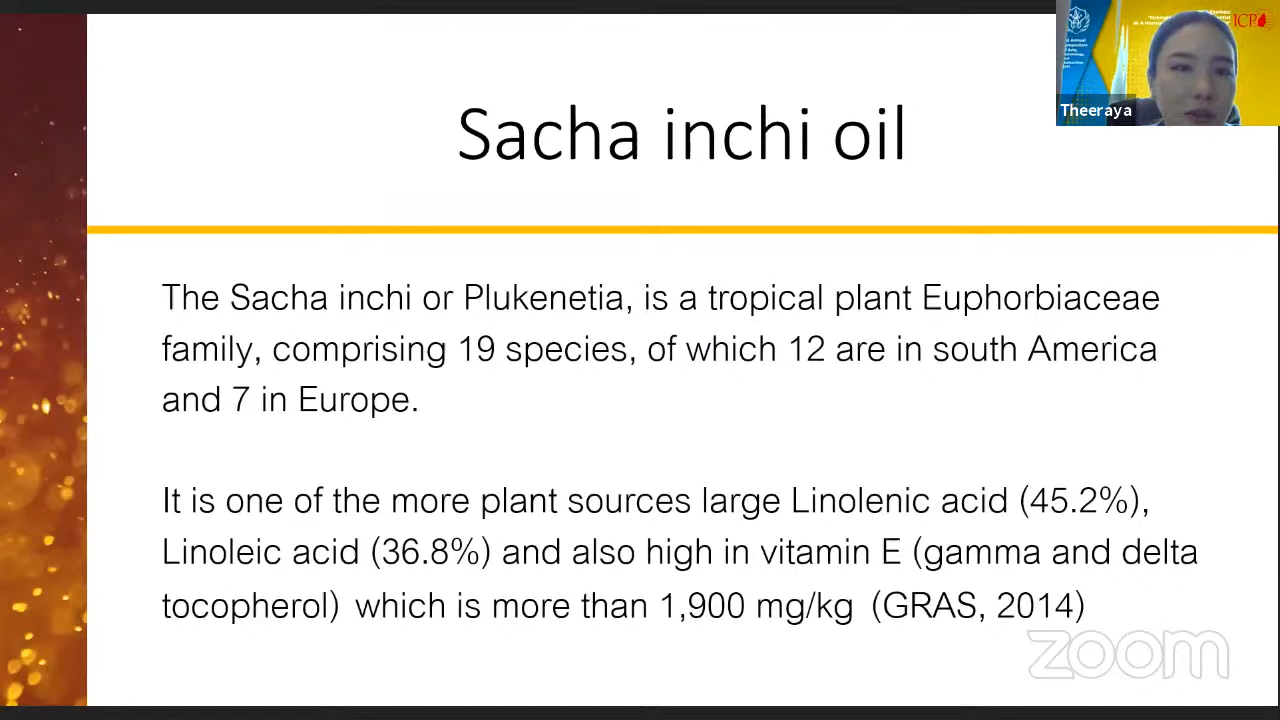 Sacha inchi oil
The Sacha inchi or Plukenetia, is a tropical plant Euphorbiaceae
family, comprising 19 species, of which 12 are in south America
and 7 in Europe.
It is one of the more plant sources large Linolenic acid (45.2%),
Linoleic acid (36.8%) and also high in vitamin E (gamma and delta
tocopherol) which is more than 1,900 mg/kg (GRAS, 2014)
zoom
Theeraya